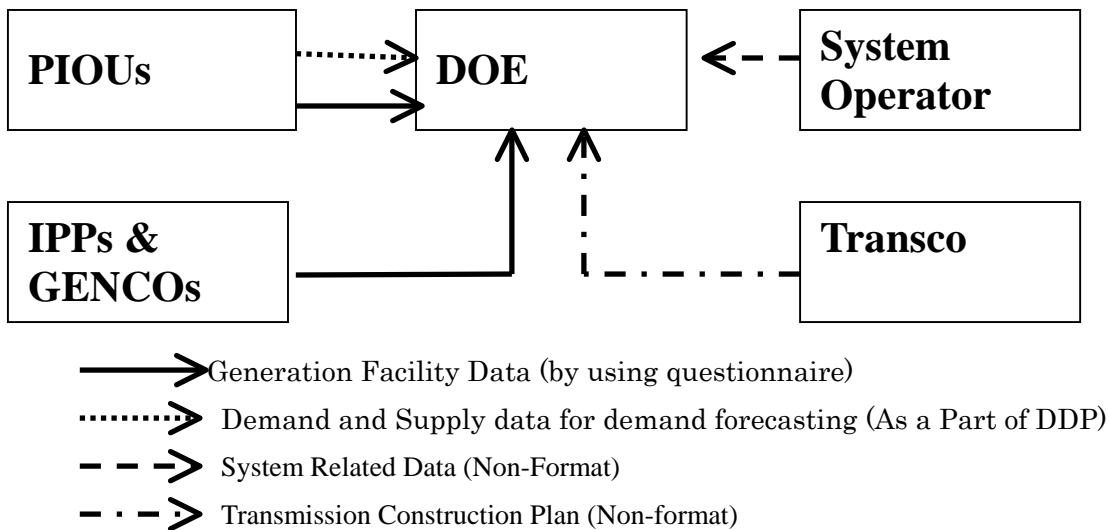 PIOUs
DOE
System
Operator
IPPs &
GENCOs
Transco
Generation Facility Data (by using questionnaire)
Demand and Supply data for demand forecasting (As a Part of DDP)
System Related Data (Non-Format)
Transmission Construction Plan (Non-format)